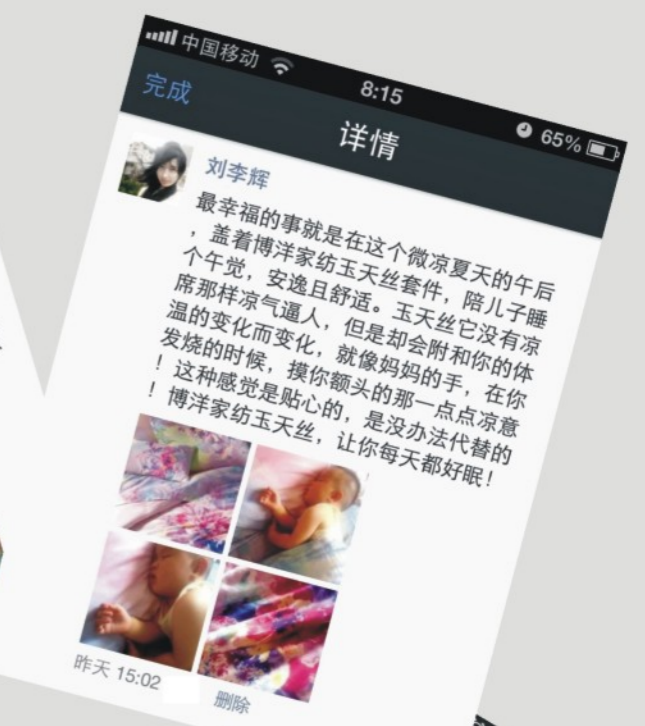 中国移动 8:15 65%
完成
详情
刘李辉
最幸福的事就是在这个微凉夏天的午后
，盖着博洋家纺玉天丝套件，陪儿子睡
个午觉，安逸且舒适。玉天丝它没有凉
席那样凉气逼人，但是却会附和你的体
温的变化而变化，就像妈妈的手，在你
发烧的时候，摸你额头的那一点点凉意
！这种感觉是贴心的，是没办法代替的
！博洋家纺玉天丝，让你每天都好眠！
昨天 15:02
删除